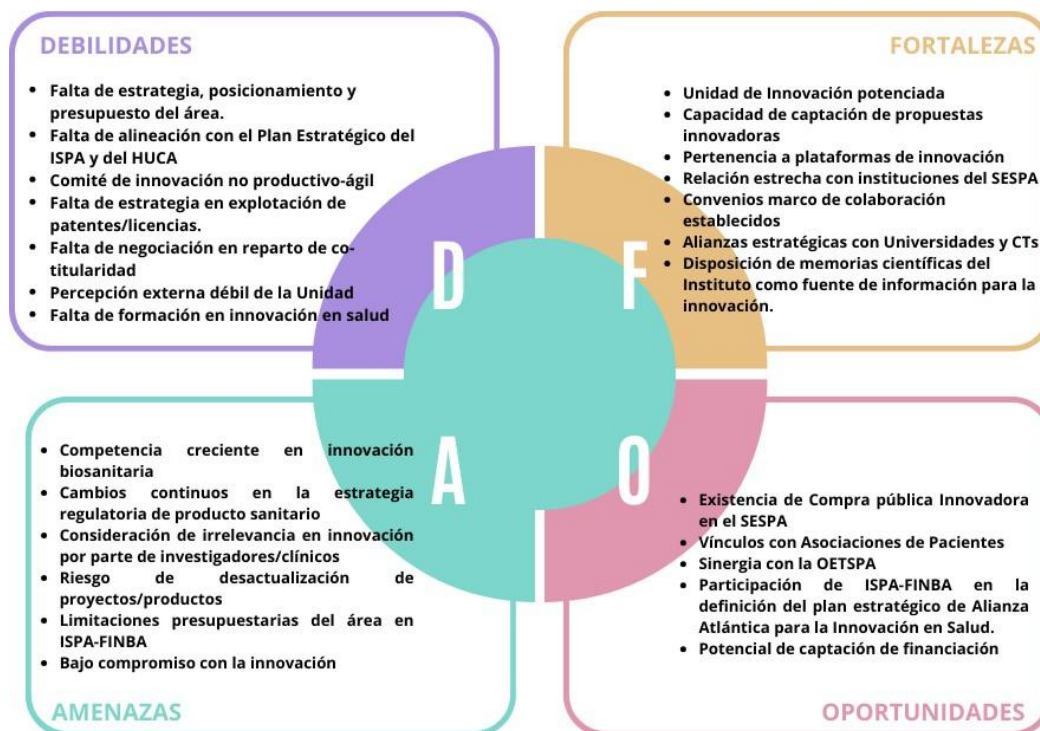 DEBILIDADES
• Falta de estrategia, posicionamiento y
presupuesto del área.
• Falta de alineación con el Plan Estratégico del
ISPA y del HUCA
• Comité de innovación no productivo-ágil
• Falta de estrategia en explotación de
patentes/licencias.
• Falta de negociación en reparto de co-
titularidad
• Percepción externa débil de la Unidad
• Falta de formación en innovación en salud
FORTALEZAS
• Unidad de Innovación potenciada
• Capacidad de captación de propuestas
innovadoras
• Pertenencia a plataformas de innovación
• Relación estrecha con instituciones del SESPA
• Convenios marco de colaboración
establecidos
• Alianzas estratégicas con Universidades y CTs
• Disposición de memorias científicas del
Instituto como fuente de información para la
innovación.
D
F
A
O
• Competencia creciente en innovación
biosanitaria
• Cambios continuos en la estrategia
regulatoria de producto sanitario
• Consideración de irrelevancia en innovación
por parte de investigadores/clínicos
• Riesgo de desactualización de
proyectos/productos
• Limitaciones presupuestarias del área en
ISPA-FINBA
• Bajo compromiso con la innovación
AMENAZAS
• Existencia de Compra pública Innovadora
en el SESPA
• Vínculos con Asociaciones de Pacientes
• Sinergia con la OETSPA
• Participación de ISPA-FINBA en la
definición del plan estratégico de Alianza
Atlántica para la Innovación en Salud.
• Potencial de captación de financiación
OPORTUNIDADES